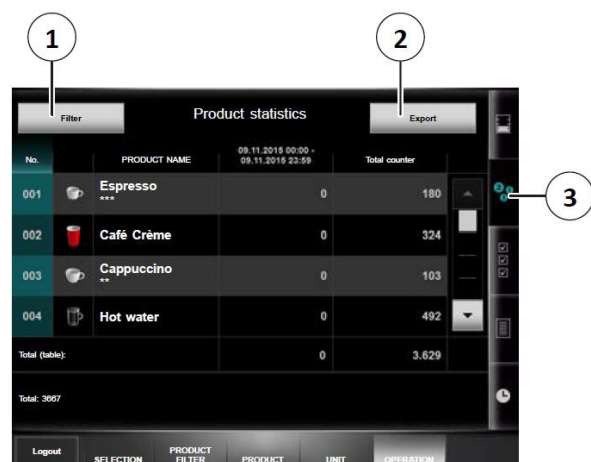 1
2
Filter
Product statistics
Export
No.
PRODUCT NAME
09.11.2015 00:00 -
09.11.2015 23:59
Total counter
001
Espresso
***
0
180
3
002
Café Crème
0
324
003
Cappuccino
**
0
103
004
Hot water
0
492
Total (table):
0
3.629
Total: 3667
Logout
SELECTION
PRODUCT
FILTER
PRODUCT
UNIT
OPERATION